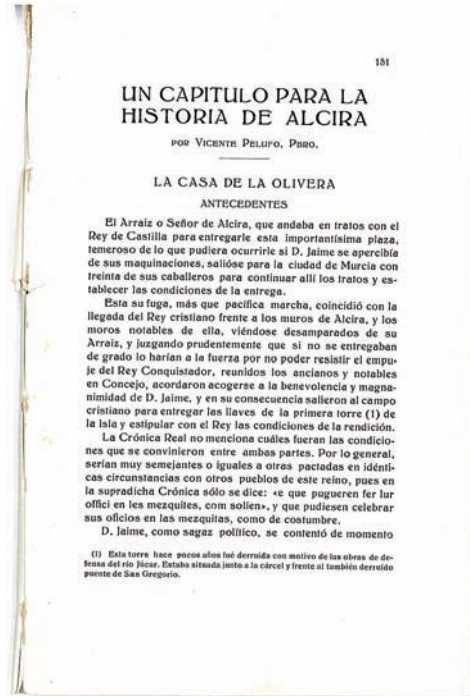 151
UN CAPITULO PARA LA
HISTORIA DE ALCIRA
POR VICENTE PELUFO, PBRO.
LA CASA DE LA OLIVERA
ANTECEDENTES
El Arraiz o Señor de Alcira, que andaba en tratos con el
Rey de Castilla para entregarle esta importantísima plaza,
temeroso de lo que pudiera ocurrirle si D. Jaime se apercibía
de sus maquinaciones, salióse para la ciudad de Murcia con
treinta de sus caballeros para continuar allí los tratos y es-
tablecer las condiciones de la entrega.
Esta su fuga, más que pacífica marcha, coincidió con la
llegada del Rey cristiano frente a los muros de Alcira, y los
moros notables de ella, viéndose desamparados de su
Arraiz, y juzgando prudentemente que si no se entregaban
de grado lo harían a la fuerza por no poder resistir el empu-
je del Rey Conquistador, reunidos los ancianos y notables
en Concejo, acordaron acogerse a la benevolencia y magna-
nimidad de D. Jaime, y en su consecuencia salieron al campo
cristiano para entregar las llaves de la primera torre (1) de
la Isla y estipular con el Rey las condiciones de la rendición.
La Crónica Real no menciona cuáles fueran las condicio-
nes que se convinieron entre ambas partes. Por lo general,
serían muy semejantes o iguales a otras pactadas en idénti-
cas circunstancias con otros pueblos de este reino, pues en
la supradicha Crónica sólo se dice: «e que pugueren fer lur
offici en les mezquites, com solien», y que pudiesen celebrar
sus oficios en las mezquitas, como de costumbre.
D. Jaime, como sagaz político, se contentó de momento
(1) Esta torre hace pocos años fué derruida con motivo de las obras de de-
fensa del río Júcar. Estaba situada junto a la cárcel y frente al también derruido
puente de San Gregorio.